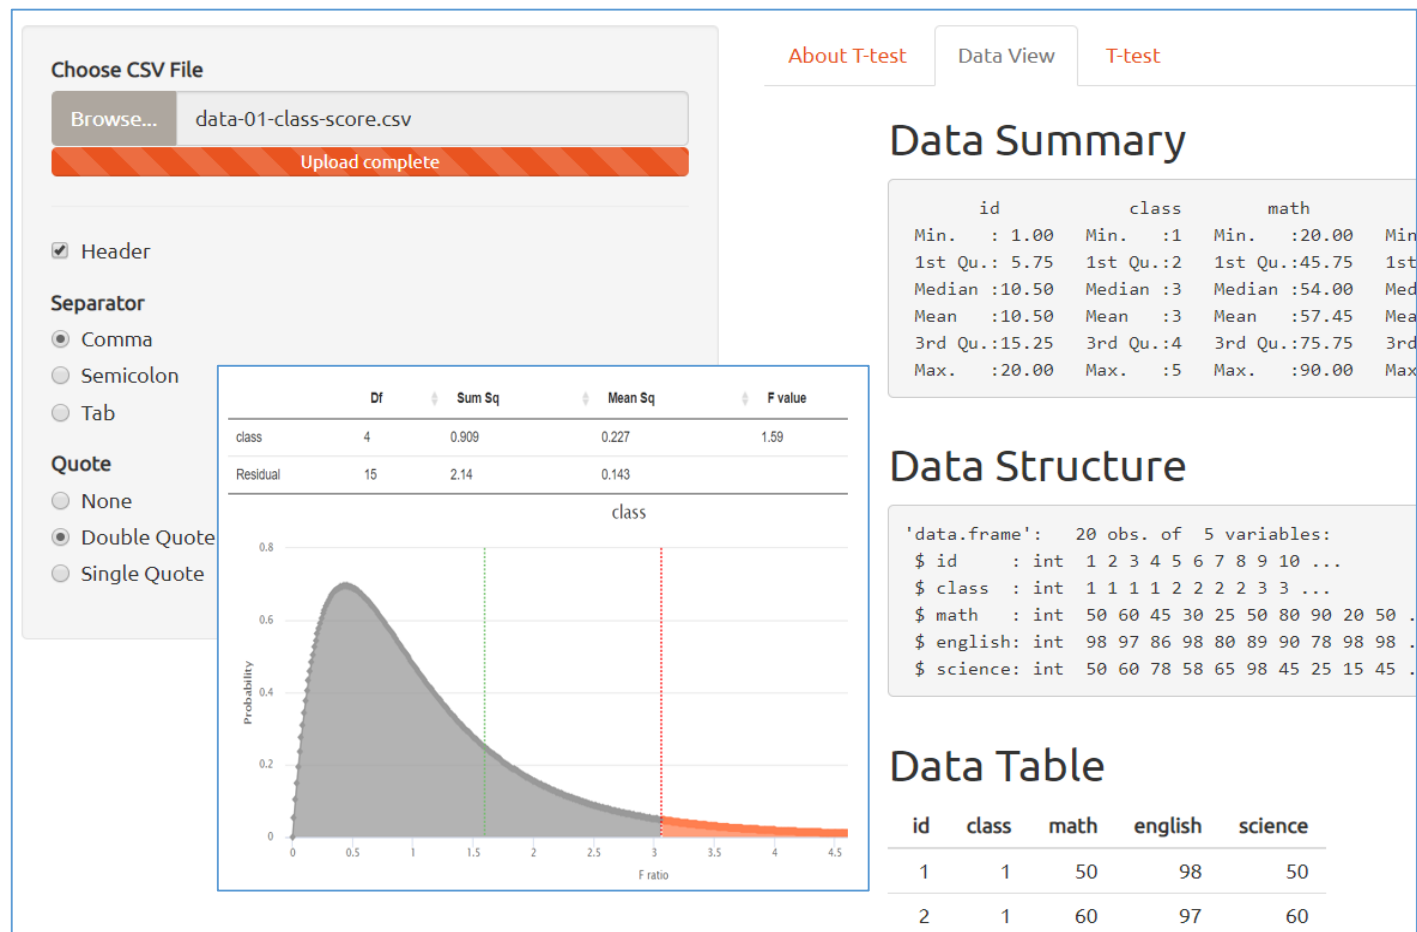 Choose CSV File
Browse... data-01-class-score.csv
Upload complete
Header
Separator
Comma
Semicolon
Tab
Quote
None
Double Quote
Single Quote
Df Sum Sq Mean Sq F value
class 4 0.909 0.227 1.59
Residual 15 2.14 0.143
class
0.8
0.6
0.4
0.2
0
Probability
0 0.5 1 1.5 2 2.5 3 3.5 4 4.5
F ratio
About T-test Data View T-test
Data Summary
id class math
Min. : 1.00 Min. :1 Min. :20.00 Min
1st Qu.: 5.75 1st Qu.:2 1st Qu.:45.75 1st
Median :10.50 Median :3 Median :54.00 Med
Mean :10.50 Mean :3 Mean :57.45 Mea
3rd Qu.:15.25 3rd Qu.:4 3rd Qu.:75.75 3rd
Max. :20.00 Max. :5 Max. :90.00 Max
Data Structure
'data.frame': 20 obs. of 5 variables:
$ id : int 1 2 3 4 5 6 7 8 9 10 ...
$ class : int 1 1 1 1 2 2 2 2 3 3 ...
$ math : int 50 60 45 30 25 50 80 90 20 50 .
$ english: int 98 97 86 98 80 89 90 78 98 98 .
$ science: int 50 60 78 58 65 98 45 25 15 45 .
Data Table
id class math english science
1 1 50 98 50
2 1 60 97 60